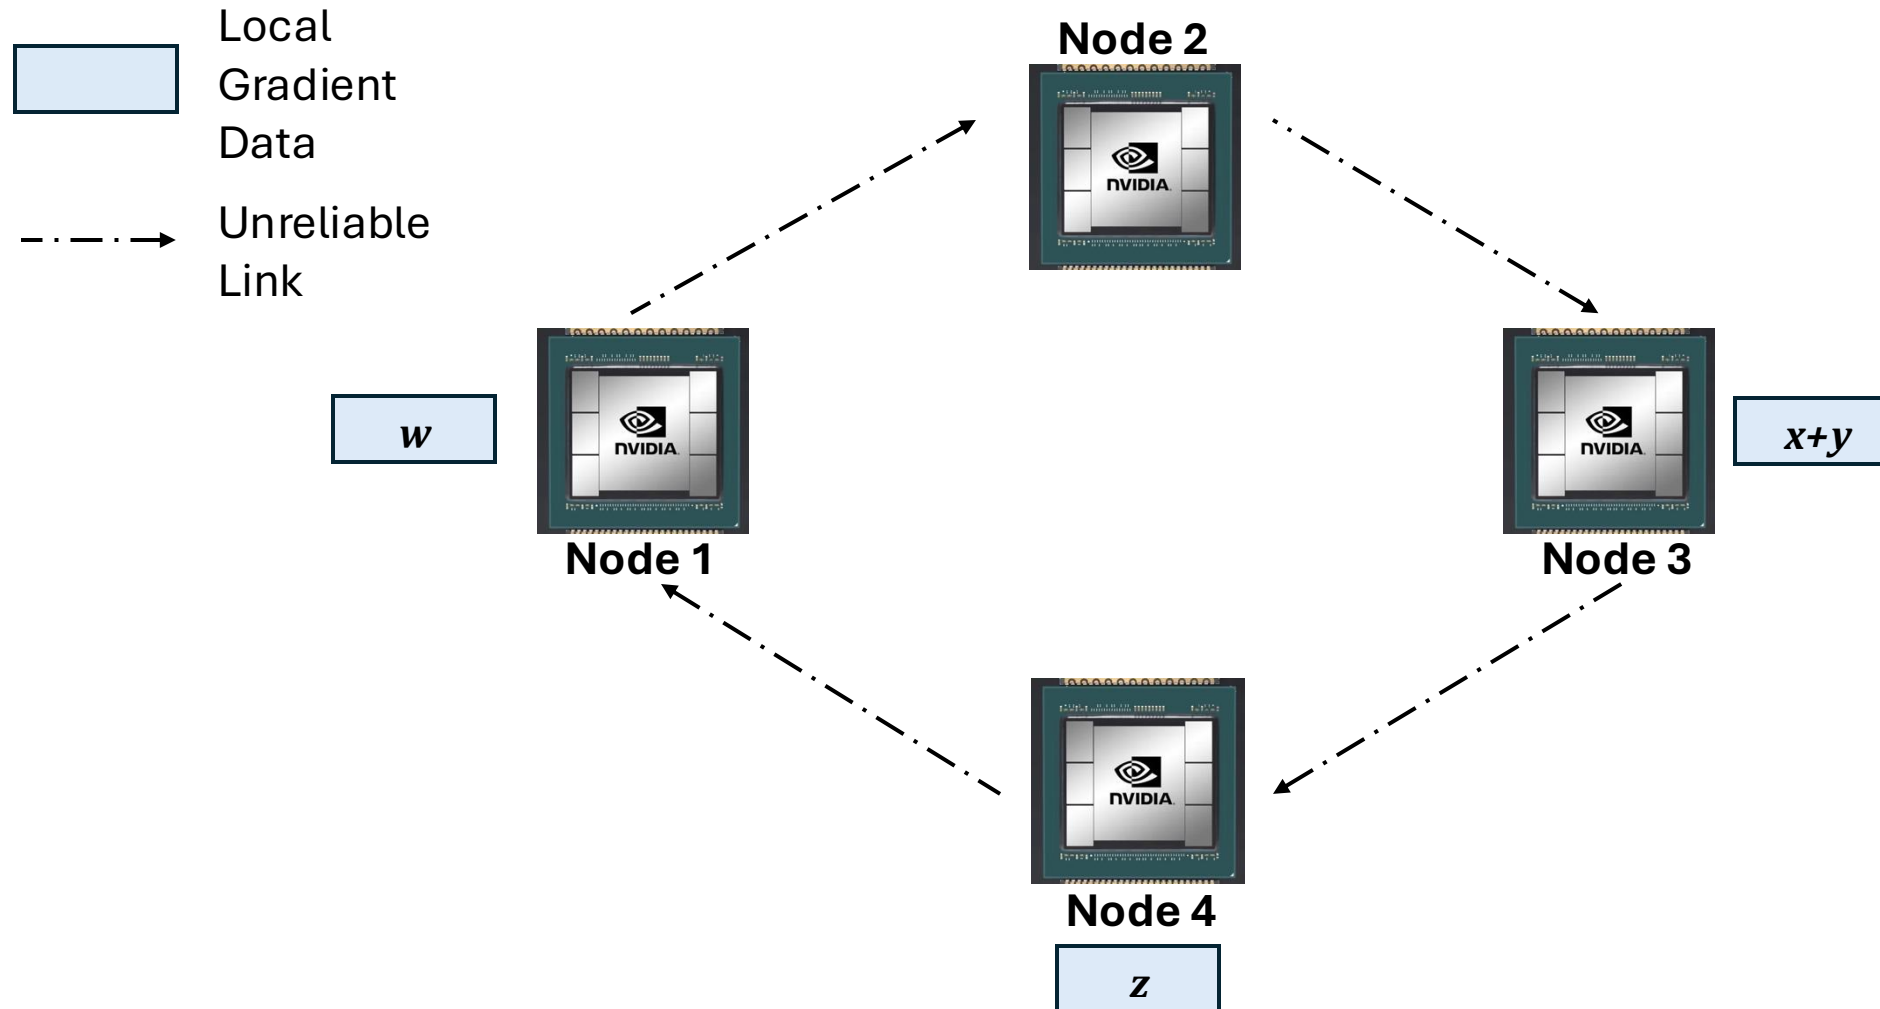 Local
Gradient
Data
Unreliable
Link
Node 2
NVIDIA
NVIDIA
NVIDIA
w
x+y
Node 1
Node 3
NVIDIA
Node 4
z